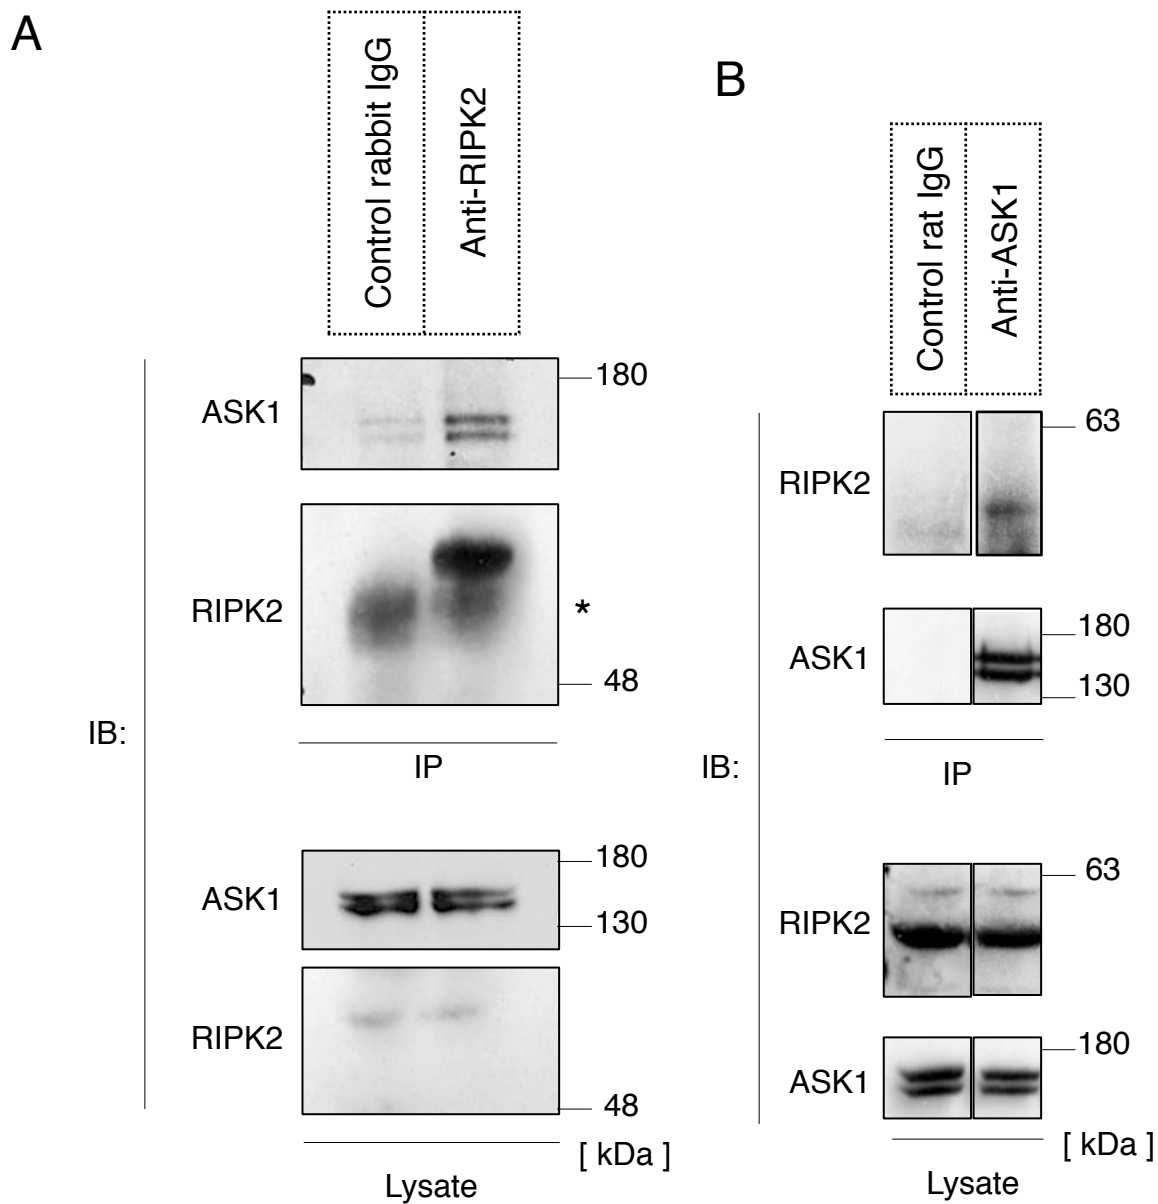 A
Control rabbit IgG
Anti-RIPK2
ASK1
180
RIPK2
*
48
IB:
IP
ASK1
180
130
RIPK2
48
[ kDa ]
Lysate
B
Control rat IgG
Anti-ASK1
RIPK2
63
ASK1
180
130
IB:
IP
RIPK2
63
ASK1
180
[ kDa ]
Lysate